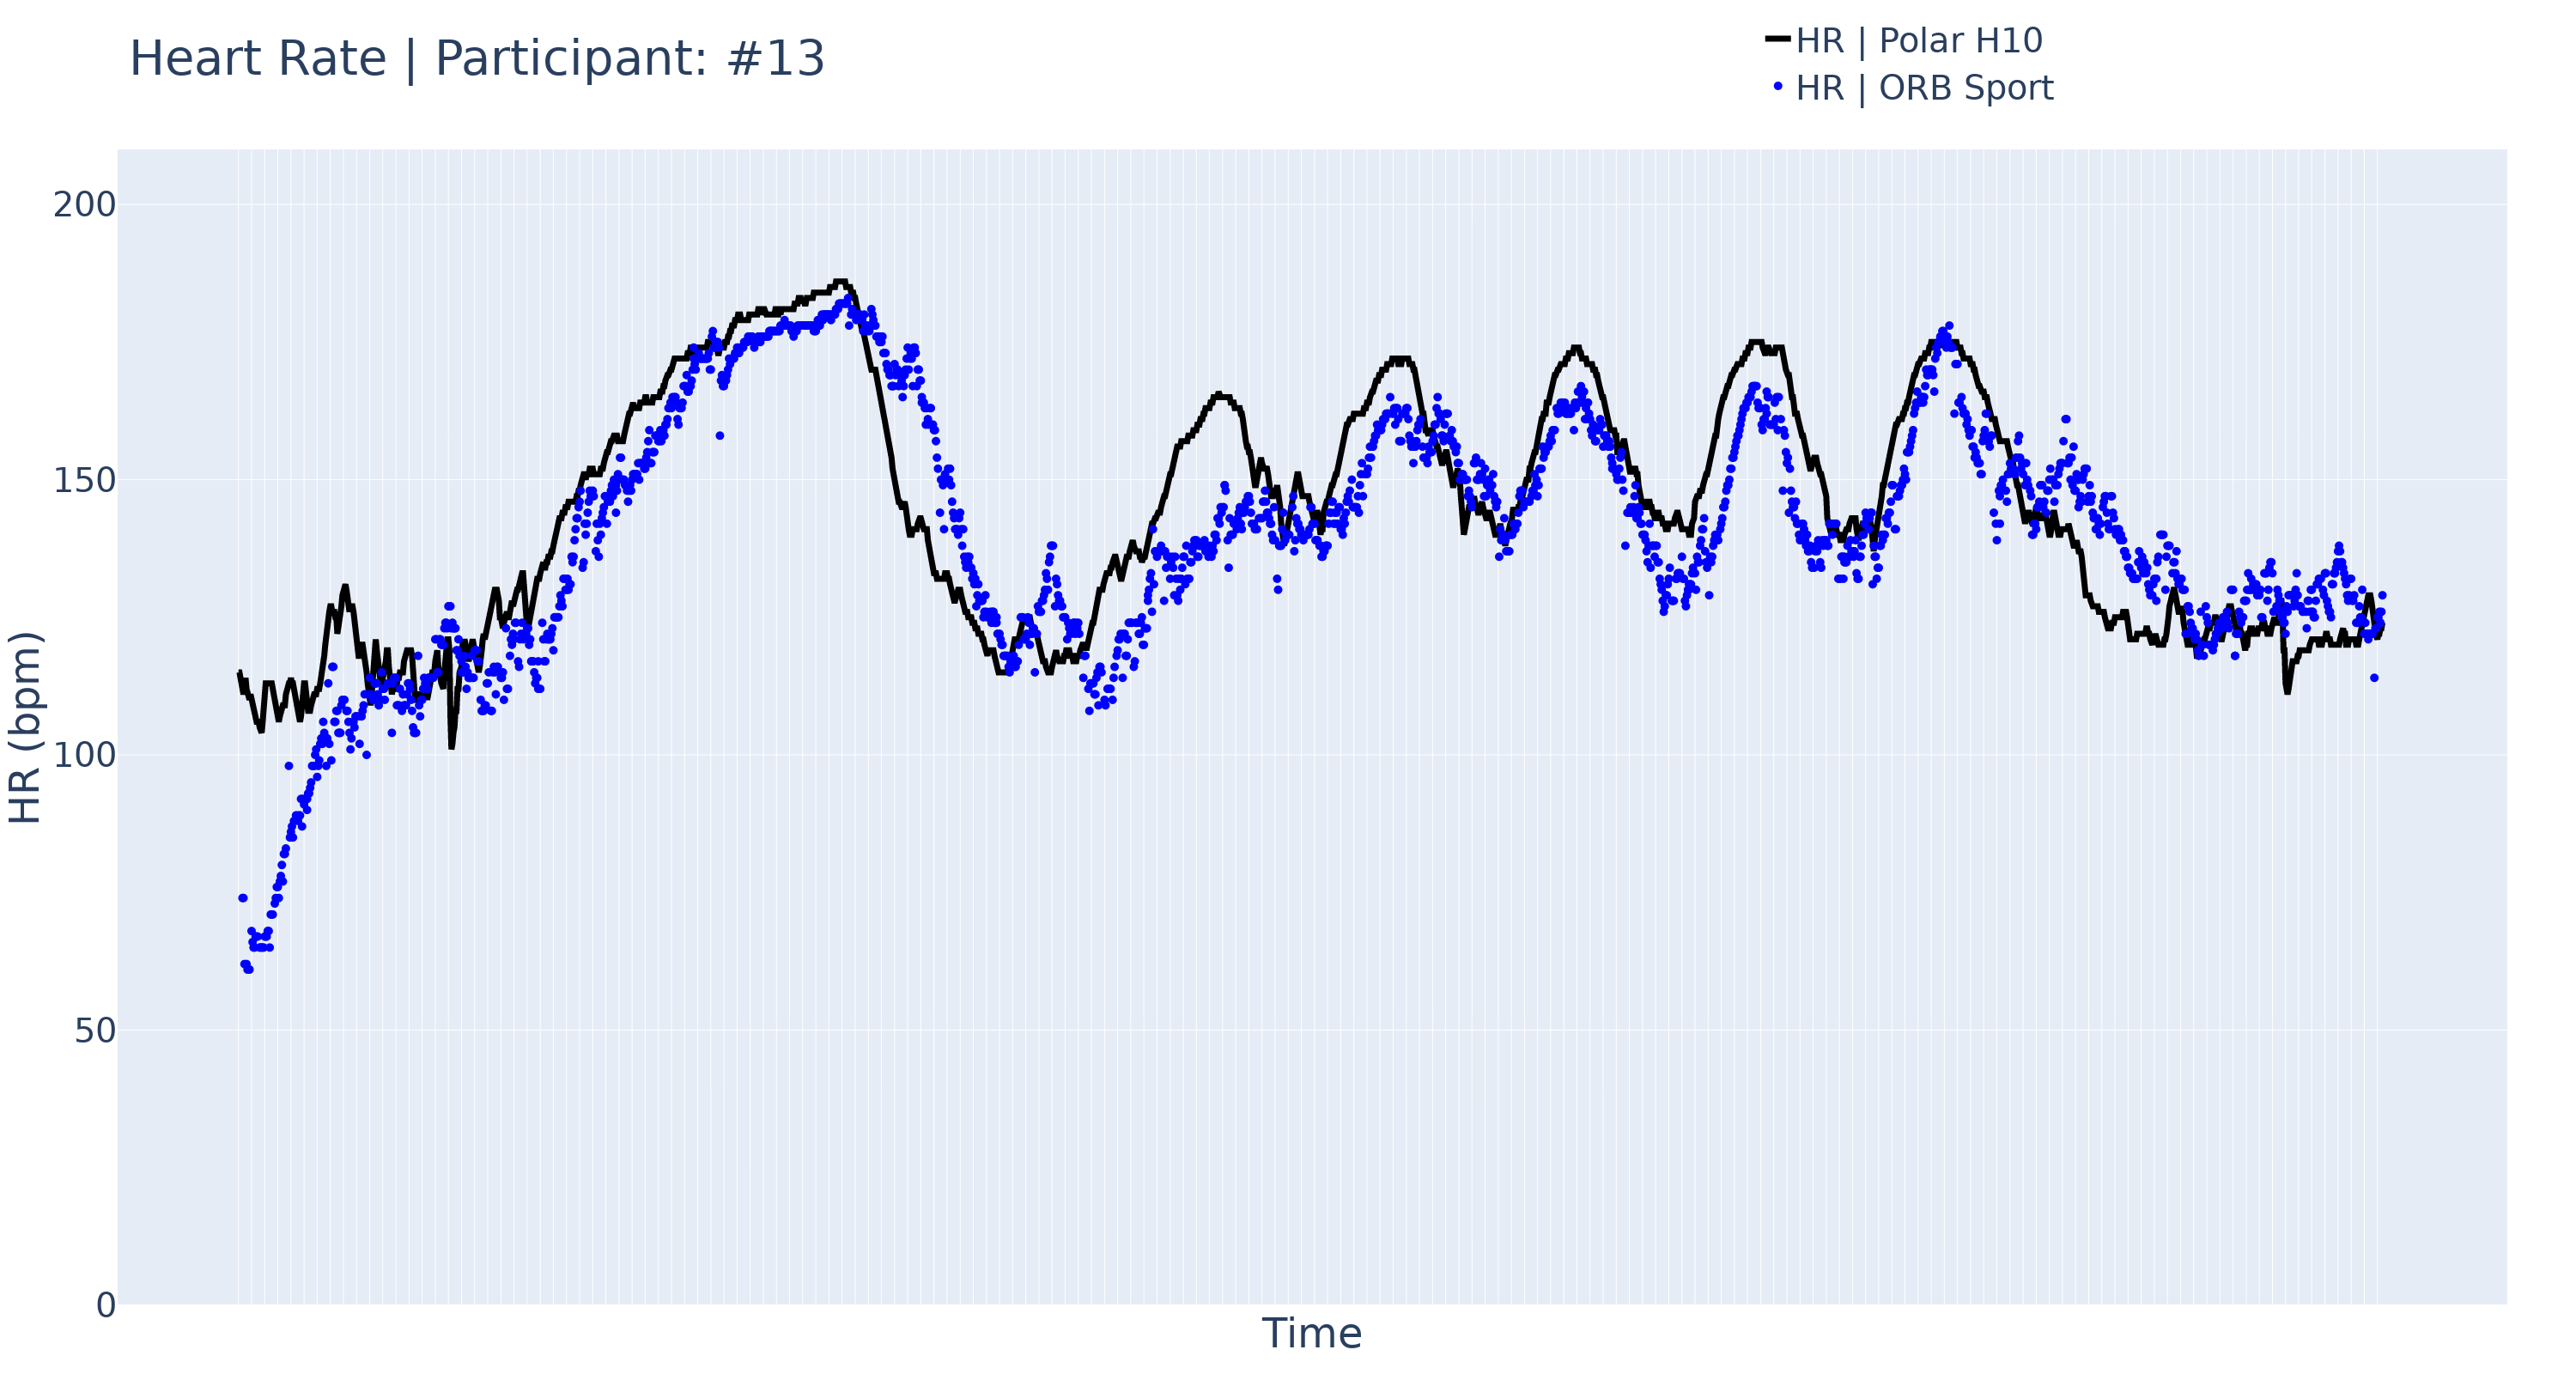 Heart Rate | Participant: #13
HR | Polar H10
HR | ORB Sport
200
150
100
50
0
HR (bpm)
Time